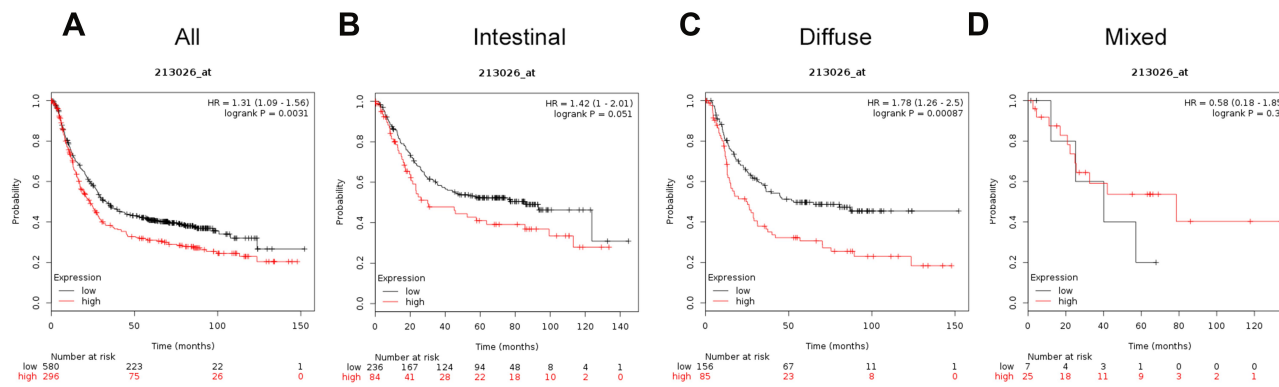 A All
213026_at
HR = 1.31 (1.09 - 1.56)
logrank P = 0.0031
Probability
0.0 0.2 0.4 0.6 0.8 1.0
Expression
low
high
0 50 100 150
Time (months)
Number at risk
low 580 223 22 1
high 296 75 26 0
B Intestinal
213026_at
HR = 1.42 (1 - 2.01)
logrank P = 0.051
Probability
0.0 0.2 0.4 0.6 0.8 1.0
Expression
low
high
0 20 40 60 80 100 120 140
Time (months)
Number at risk
low 236 167 124 94 48 8 4 1
high 84 41 28 22 18 10 2 0
C Diffuse
213026_at
HR = 1.78 (1.26 - 2.5)
logrank P = 0.00087
Probability
0.0 0.2 0.4 0.6 0.8 1.0
Expression
low
high
0 50 100 150
Time (months)
Number at risk
low 156 67 11 1
high 85 23 8 0
D Mixed
213026_at
HR = 0.58 (0.18 - 1.85
logrank P = 0.3
Probability
0.0 0.2 0.4 0.6 0.8 1.0
Expression
low
high
0 20 40 60 80 100 120
Time (months)
Number at risk
low 7 4 3 1 0 0 0
high 25 18 11 9 3 2 1